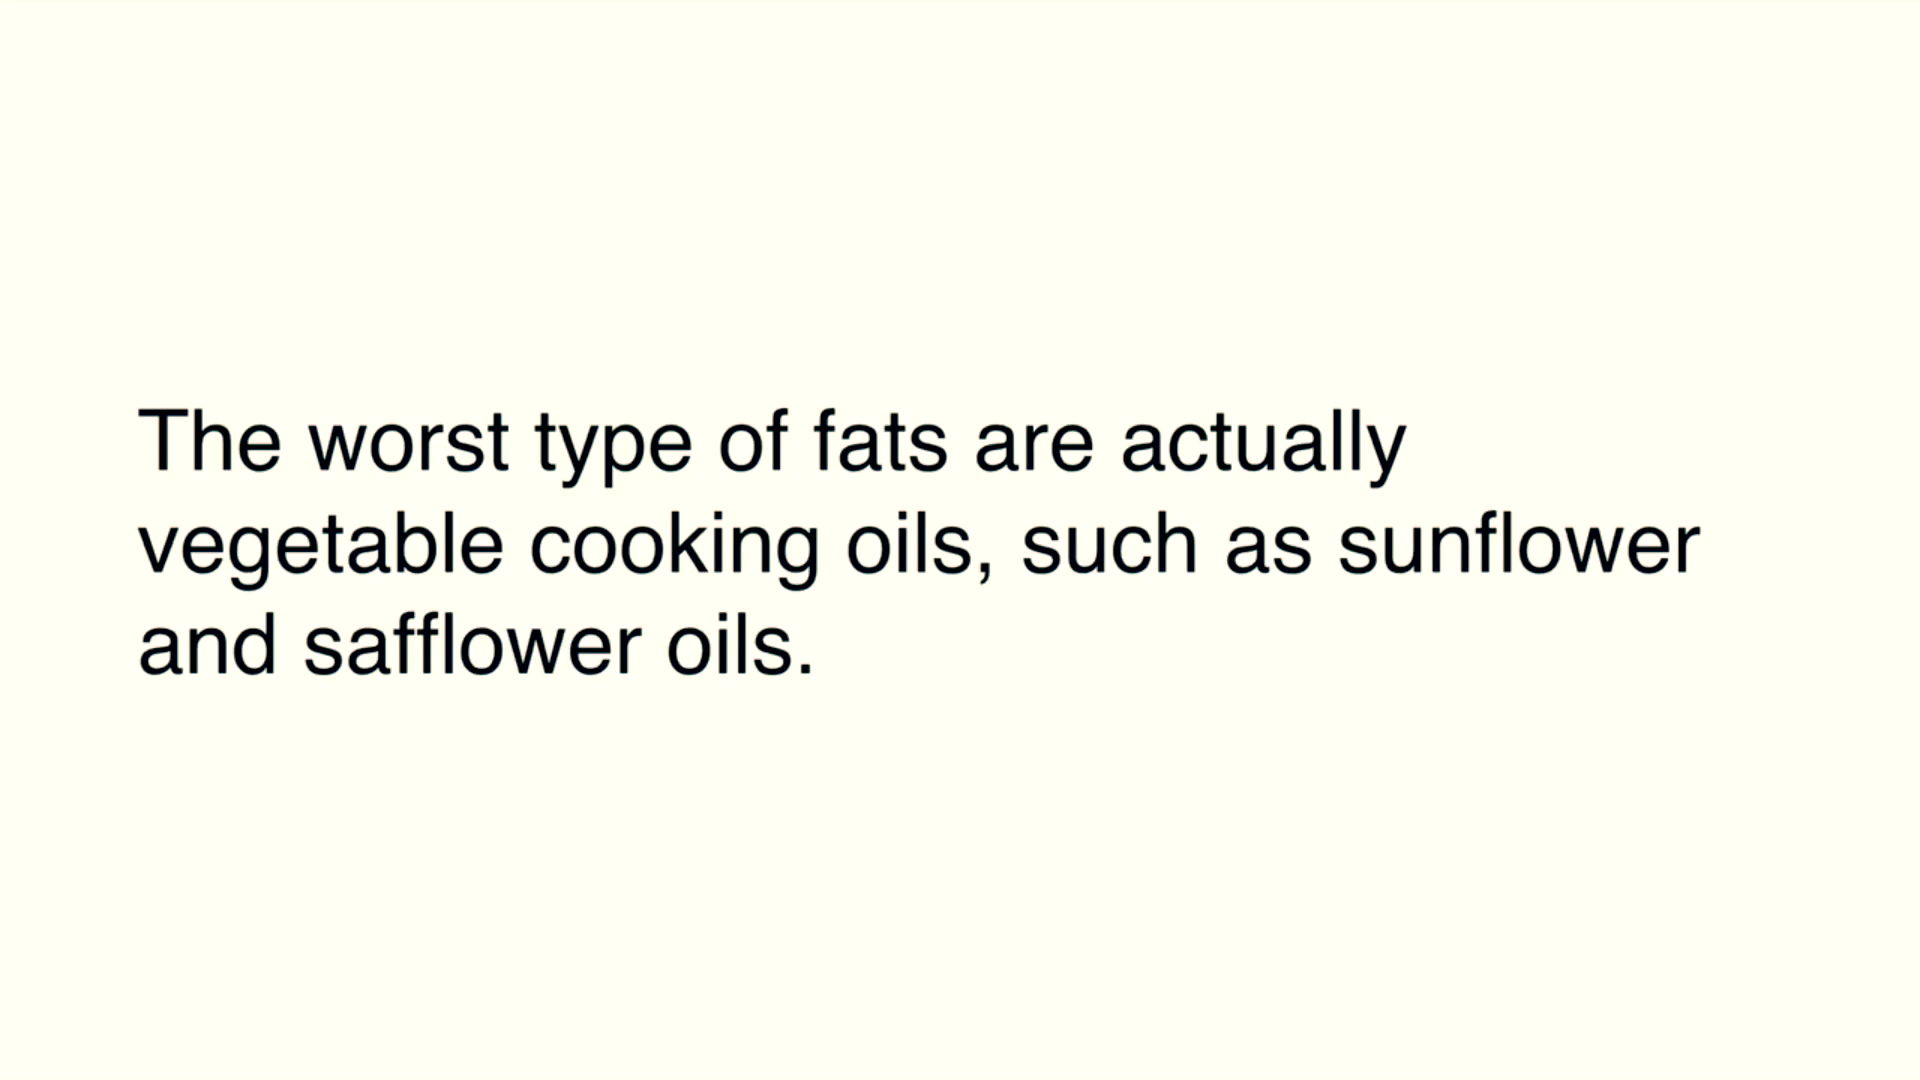 The worst type of fats are actually
vegetable cooking oils, such as sunflower
and safflower oils.